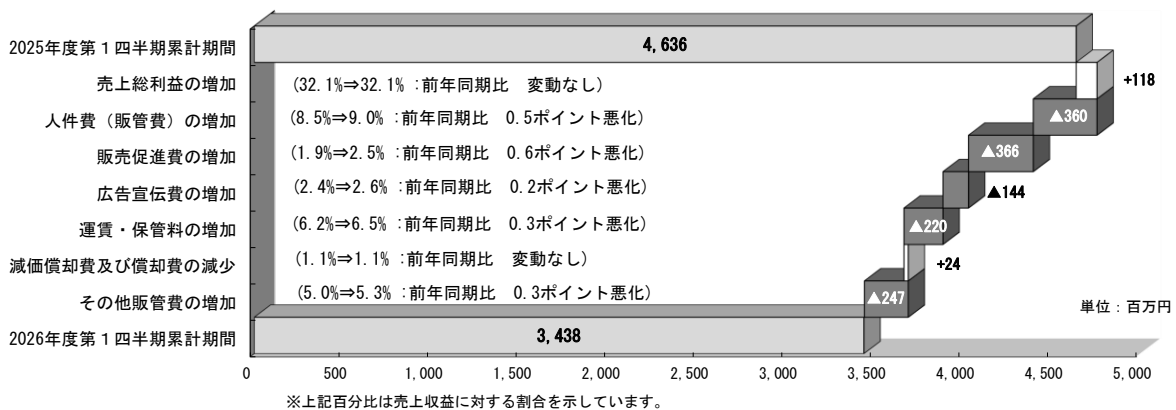 2025年度第１四半期累計期間 4,636
売上総利益の増加 (32.1%⇒32.1% :前年同期比　変動なし) +118
人件費（販管費）の増加 (8.5%⇒9.0% :前年同期比　0.5ポイント悪化) ▲360
販売促進費の増加 (1.9%⇒2.5% :前年同期比　0.6ポイント悪化) ▲366
広告宣伝費の増加 (2.4%⇒2.6% :前年同期比　0.2ポイント悪化) ▲144
運賃・保管料の増加 (6.2%⇒6.5% :前年同期比　0.3ポイント悪化) ▲220
減価償却費及び償却費の減少 (1.1%⇒1.1% :前年同期比　変動なし) +24
その他販管費の増加 (5.0%⇒5.3% :前年同期比　0.3ポイント悪化) ▲247
単位：百万円
2026年度第１四半期累計期間 3,438
0 500 1,000 1,500 2,000 2,500 3,000 3,500 4,000 4,500 5,000
※上記百分比は売上収益に対する割合を示しています。